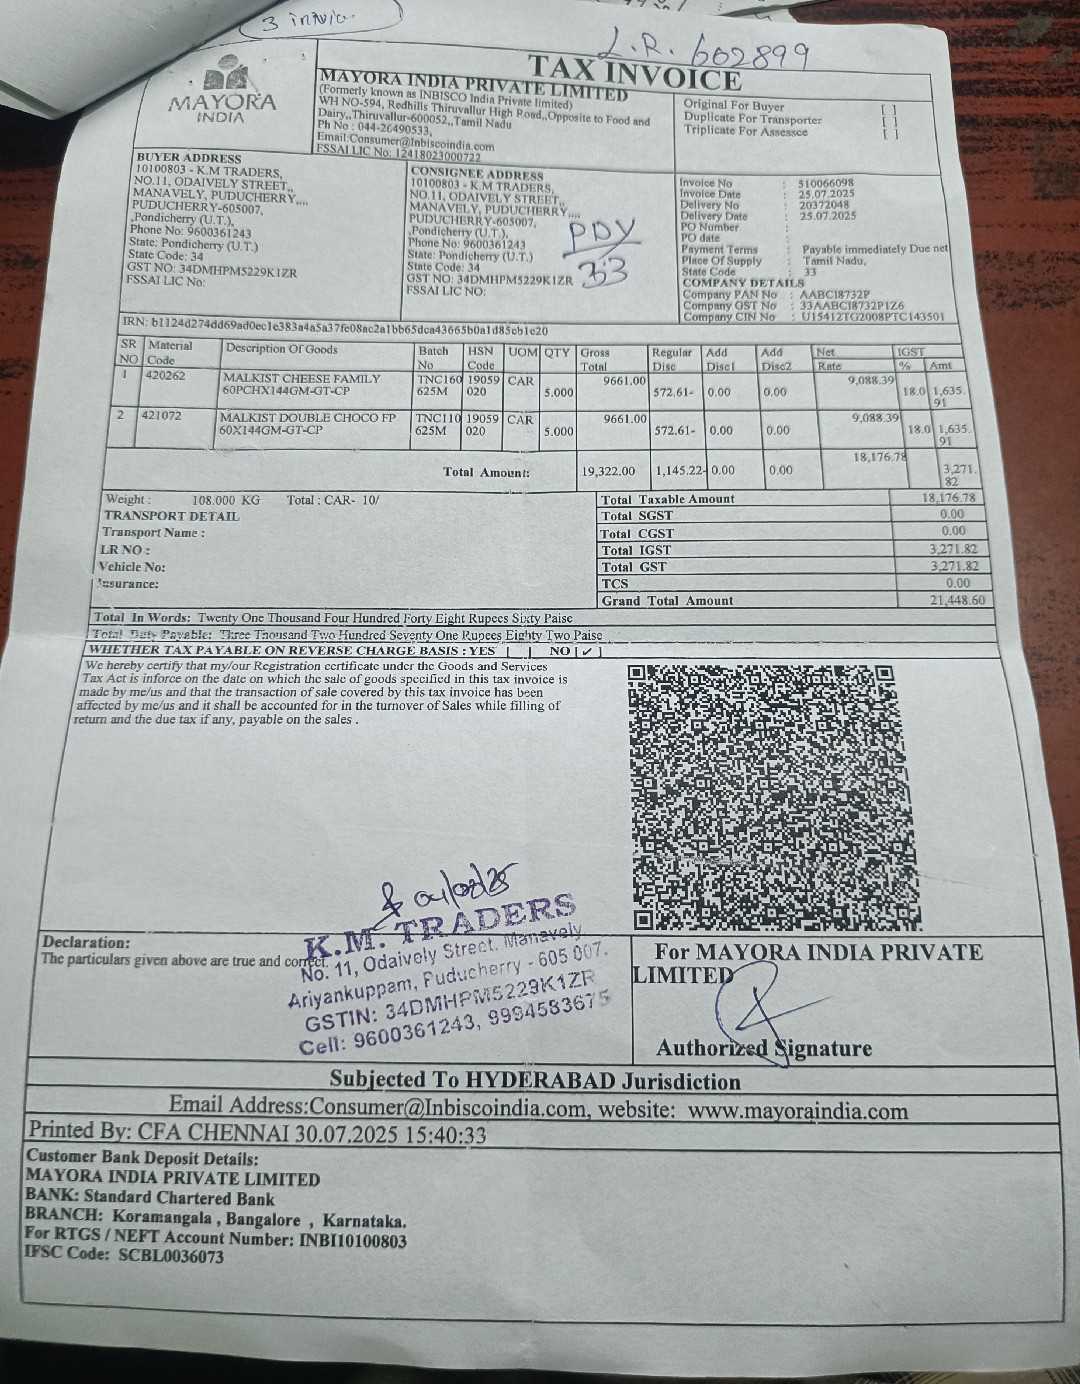 3 invoi.
L.R. 602899
MAYORA
INDIA
TAX INVOICE
MAYORA INDIA PRIVATE LIMITED
(Formerly known as INBISCO India Private limited)
WH NO-594, Redhills Thiruvallur High Road,,Opposite to Food and
Dairy,,Thiruvallur-600052,,Tamil Nadu
Ph No : 044-26490533,
Email:Consumer@Inbiscoindia.com
FSSAI LIC No: 12418023000722
Original For Buyer [ ]
Duplicate For Transporter [ ]
Triplicate For Assessce [ ]
BUYER ADDRESS
10100803 - K.M TRADERS,
NO.11, ODAIVELY STREET,,
MANAVELY, PUDUCHERRY,,,,
PUDUCHERRY-605007,
,Pondicherry (U.T.),
Phone No: 9600361243
State: Pondicherry (U.T.)
State Code: 34
GST NO: 34DMHPM5229K1ZR
FSSAI LIC No:
CONSIGNEE ADDRESS
10100803 - K.M TRADERS,
NO.11, ODAIVELY STREET,,
MANAVELY, PUDUCHERRY,,,,
PUDUCHERRY-605007,
,Pondicherry (U.T.),
Phone No: 9600361243
State: Pondicherry (U.T.)
State Code: 34
GST NO: 34DMHPM5229K1ZR
FSSAI LIC NO:
PDY
33
Invoice No : 510066098
Invoice Date : 25.07.2025
Delivery No : 20372048
Delivery Date : 25.07.2025
PO Number :
PO date :
Payment Terms : Payable immediately Due net
Place Of Supply : Tamil Nadu,
State Code : 33
COMPANY DETAILS
Company PAN No : AABCI8732P
Company GST No : 33AABCI8732P1Z6
Company CIN No : U15412TG2008PTC143501
IRN: b1124d274dd69ad0ec1e383a4a5a37fe08ac2a1bb65dca43665b0a1d85cb1e20
SR NO Material Code Description Of Goods Batch No HSN Code UOM QTY Gross Total Regular Disc Add Disc1 Add Disc2 Net Rate IGST % Amt
1 420262 MALKIST CHEESE FAMILY 60PCHX144GM-GT-CP TNC160625M 19059020 CAR 5.000 9661.00 572.61- 0.00 0.00 9,088.39 18.0 1,635.91
2 421072 MALKIST DOUBLE CHOCO FP 60X144GM-GT-CP TNC110625M 19059020 CAR 5.000 9661.00 572.61- 0.00 0.00 9,088.39 18.0 1,635.91
Total Amount: 19,322.00 1,145.22- 0.00 0.00 18,176.78 3,271.82
Weight : 108.000 KG Total : CAR- 10/
TRANSPORT DETAIL
Transport Name :
LR NO :
Vehicle No:
Insurance:
Total Taxable Amount 18,176.78
Total SGST 0.00
Total CGST 0.00
Total IGST 3,271.82
Total GST 3,271.82
TCS 0.00
Grand Total Amount 21,448.60
Total In Words: Twenty One Thousand Four Hundred Forty Eight Rupees Sixty Paise
Total Duty Payable: Three Thousand Two Hundred Seventy One Rupees Eighty Two Paise
WHETHER TAX PAYABLE ON REVERSE CHARGE BASIS : YES [ ] NO [✓]
We hereby certify that my/our Registration certificate under the Goods and Services
Tax Act is inforce on the date on which the sale of goods specified in this tax invoice is
made by me/us and that the transaction of sale covered by this tax invoice has been
affected by me/us and it shall be accounted for in the turnover of Sales while filling of
return and the due tax if any, payable on the sales .
01/08/25
K.M. TRADERS
No. 11, Odaively Street, Manavely
Ariyankuppam, Puducherry - 605 007.
GSTIN: 34DMHPM5229K1ZR
Cell: 9600361243, 9994583675
Declaration:
The particulars given above are true and correct.
For MAYORA INDIA PRIVATE
LIMITED
Authorized Signature
Subjected To HYDERABAD Jurisdiction
Email Address:Consumer@Inbiscoindia.com, website: www.mayoraindia.com
Printed By: CFA CHENNAI 30.07.2025 15:40:33
Customer Bank Deposit Details:
MAYORA INDIA PRIVATE LIMITED
BANK: Standard Chartered Bank
BRANCH: Koramangala , Bangalore , Karnataka.
For RTGS / NEFT Account Number: INBI10100803
IFSC Code: SCBL0036073